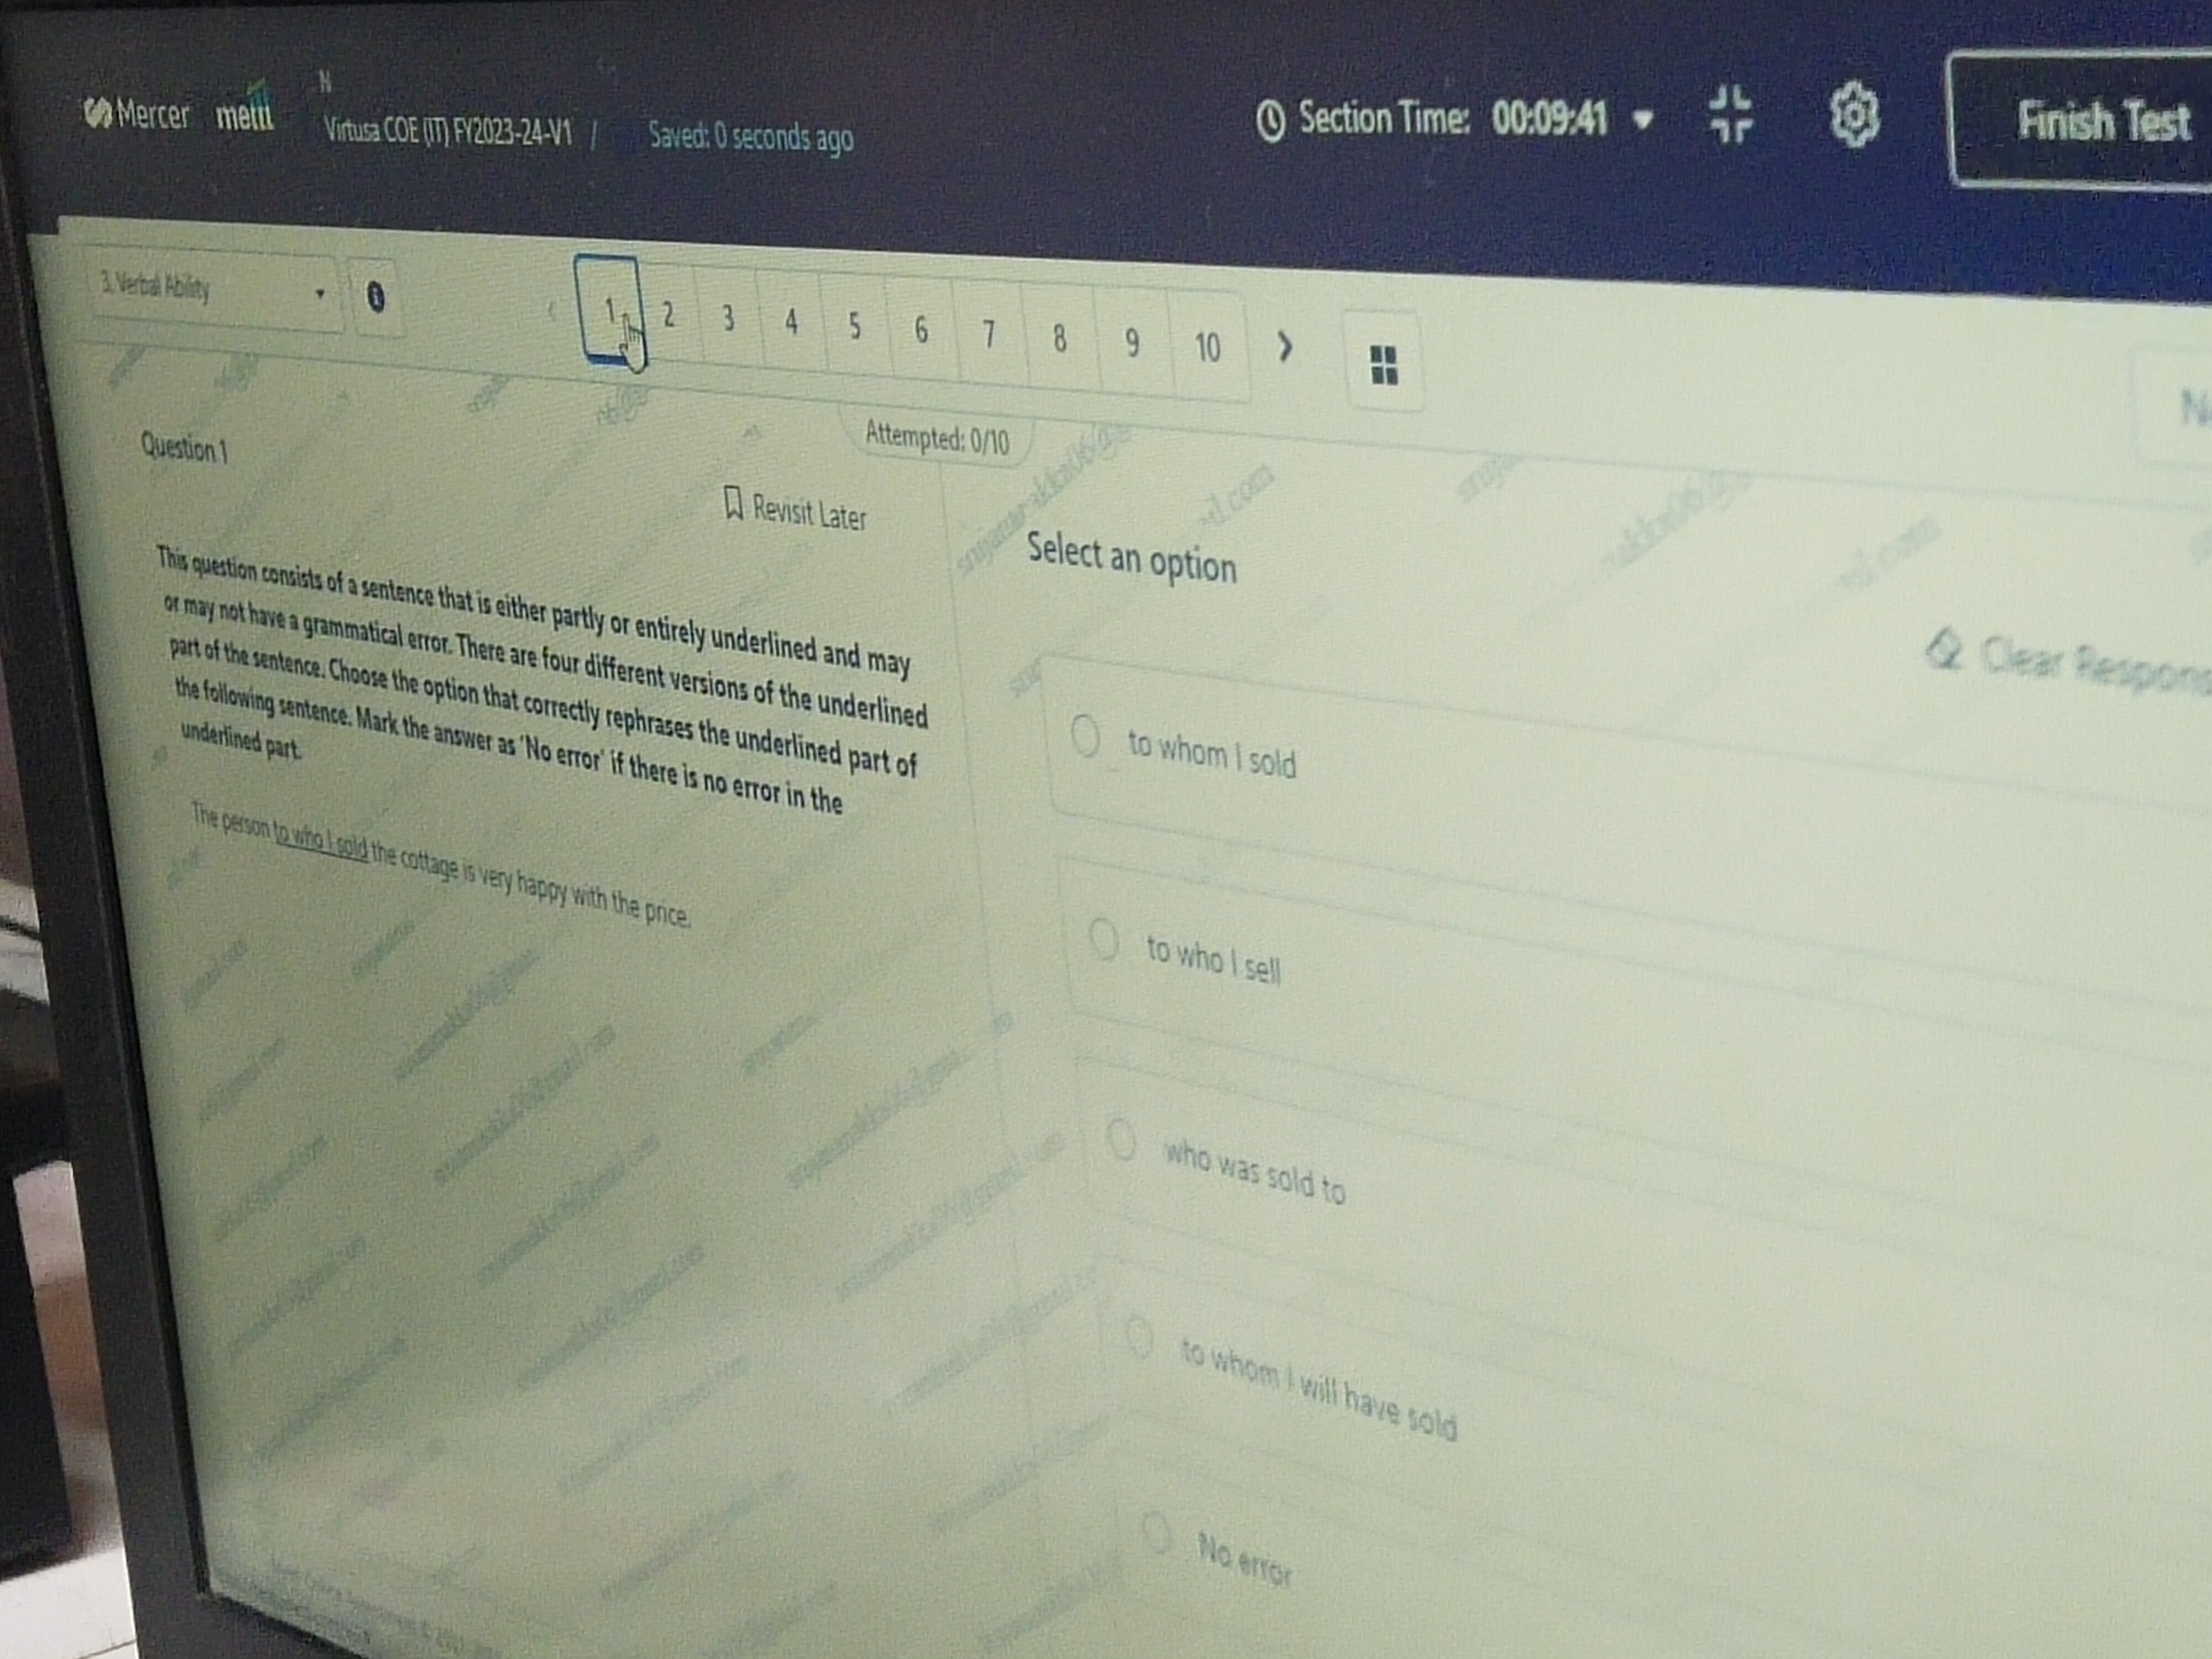 Mercer mettl
N
Virtusa COE (IT) FY2023-24-V1 /
Saved: 0 seconds ago
Section Time: 00:09:41
Finish Test
3. Verbal Ability
1 2 3 4 5 6 7 8 9 10
Attempted: 0/10
Question 1
Revisit Later
This question consists of a sentence that is either partly or entirely underlined and may
or may not have a grammatical error. There are four different versions of the underlined
part of the sentence. Choose the option that correctly rephrases the underlined part of
the following sentence. Mark the answer as 'No error' if there is no error in the
underlined part.
The person to who I sold the cottage is very happy with the price.
Select an option
Clear Respons
to whom I sold
to who I sell
who was sold to
to whom I will have sold
No error